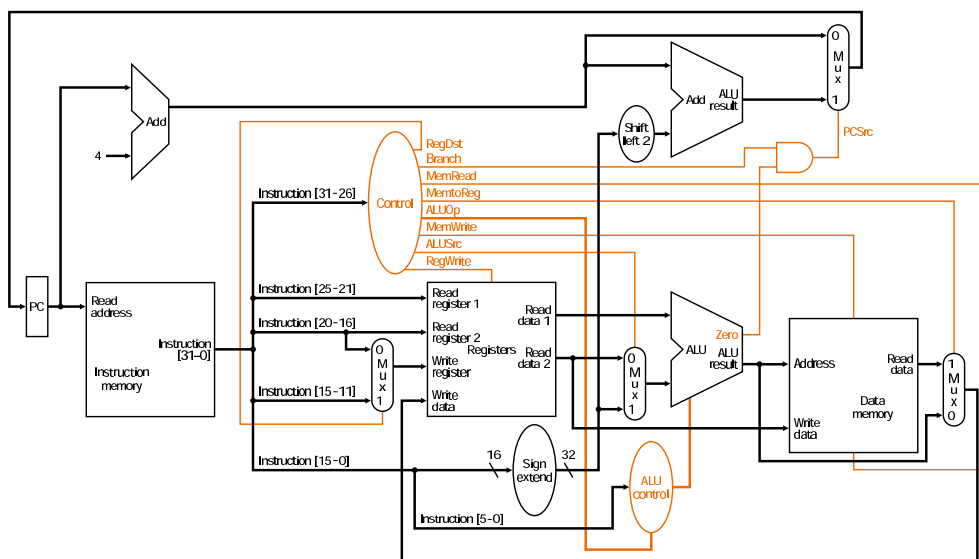 0
M
u
x
1
Add
ALU
result
Add
Shift
left 2
4
PCSrc
RegDst
Branch
MemRead
MemtoReg
ALUOp
MemWrite
ALUSrc
RegWrite
Control
Instruction [31-26]
Instruction [25-21]
Instruction [20-16]
Instruction [15-11]
Instruction [15-0]
Instruction [5-0]
PC
Read
address
Instruction
[31-0]
Instruction
memory
0
M
u
x
1
Read
register 1
Read
register 2
Write
register
Write
data
Registers
Read
data 1
Read
data 2
0
M
u
x
1
Zero
ALU
ALU
result
Address
Write
data
Read
data
Data
memory
1
M
u
x
0
16
Sign
extend
32
ALU
control